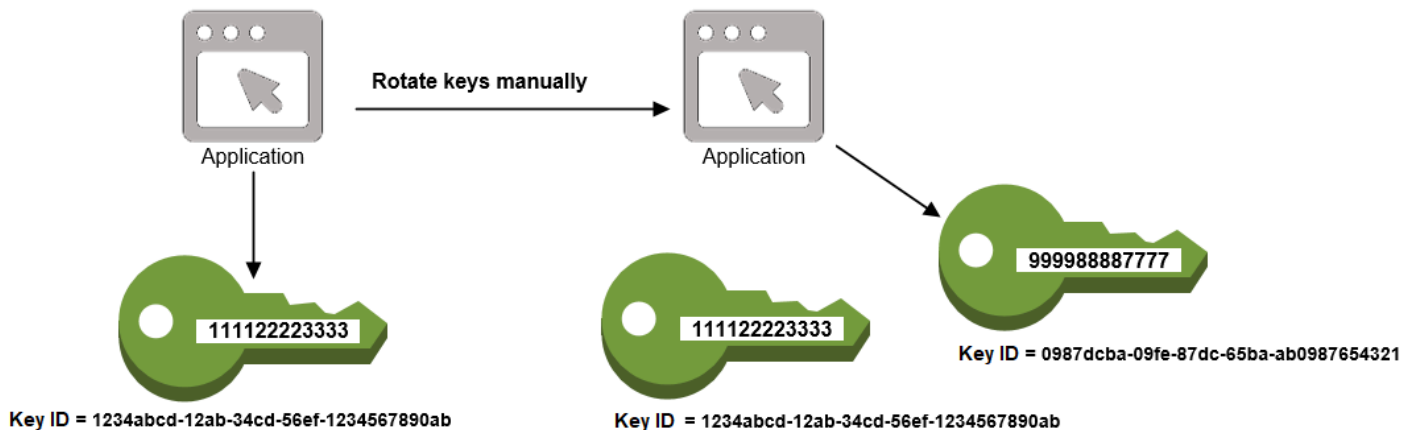 Rotate keys manually
Application
Application
999988887777
111122223333
111122223333
Key ID = 0987dcba-09fe-87dc-65ba-ab0987654321
Key ID = 1234abcd-12ab-34cd-56ef-1234567890ab
Key ID = 1234abcd-12ab-34cd-56ef-1234567890ab